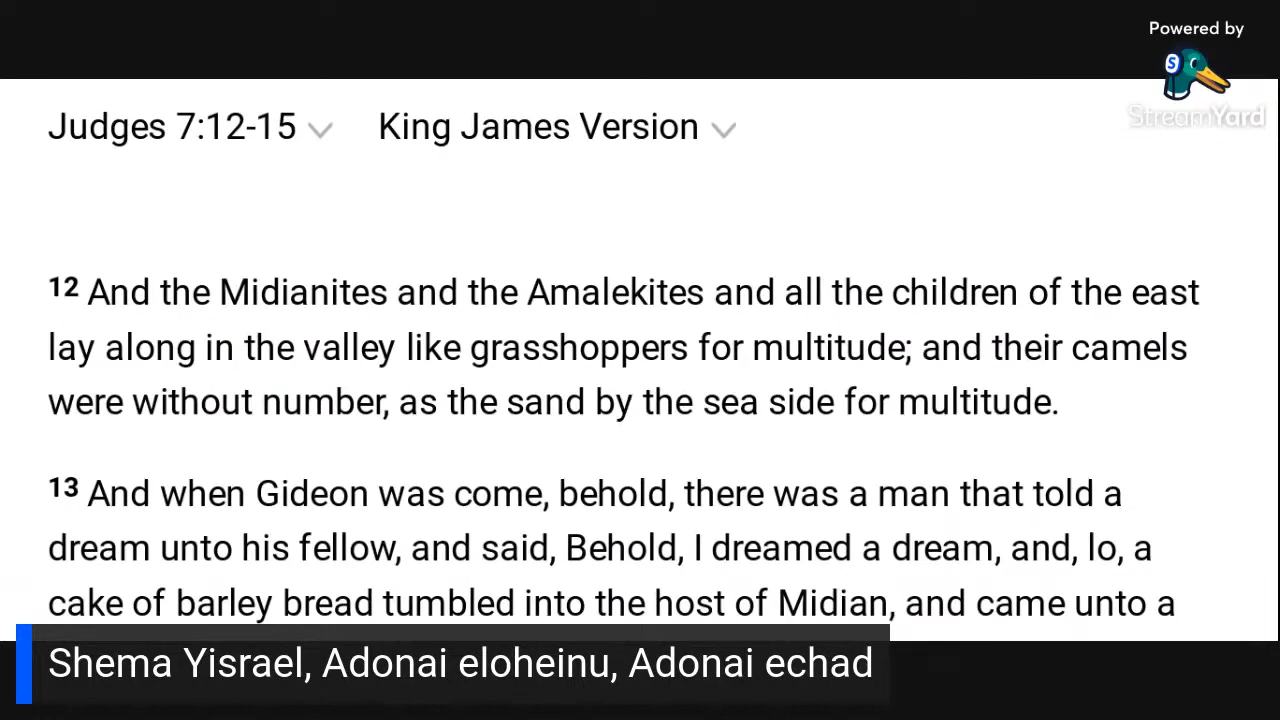 Powered by
S
StreamYard
Judges 7:12-15 King James Version
12 And the Midianites and the Amalekites and all the children of the east
lay along in the valley like grasshoppers for multitude; and their camels
were without number, as the sand by the sea side for multitude.
13 And when Gideon was come, behold, there was a man that told a
dream unto his fellow, and said, Behold, I dreamed a dream, and, lo, a
cake of barley bread tumbled into the host of Midian, and came unto a
Shema Yisrael, Adonai eloheinu, Adonai echad